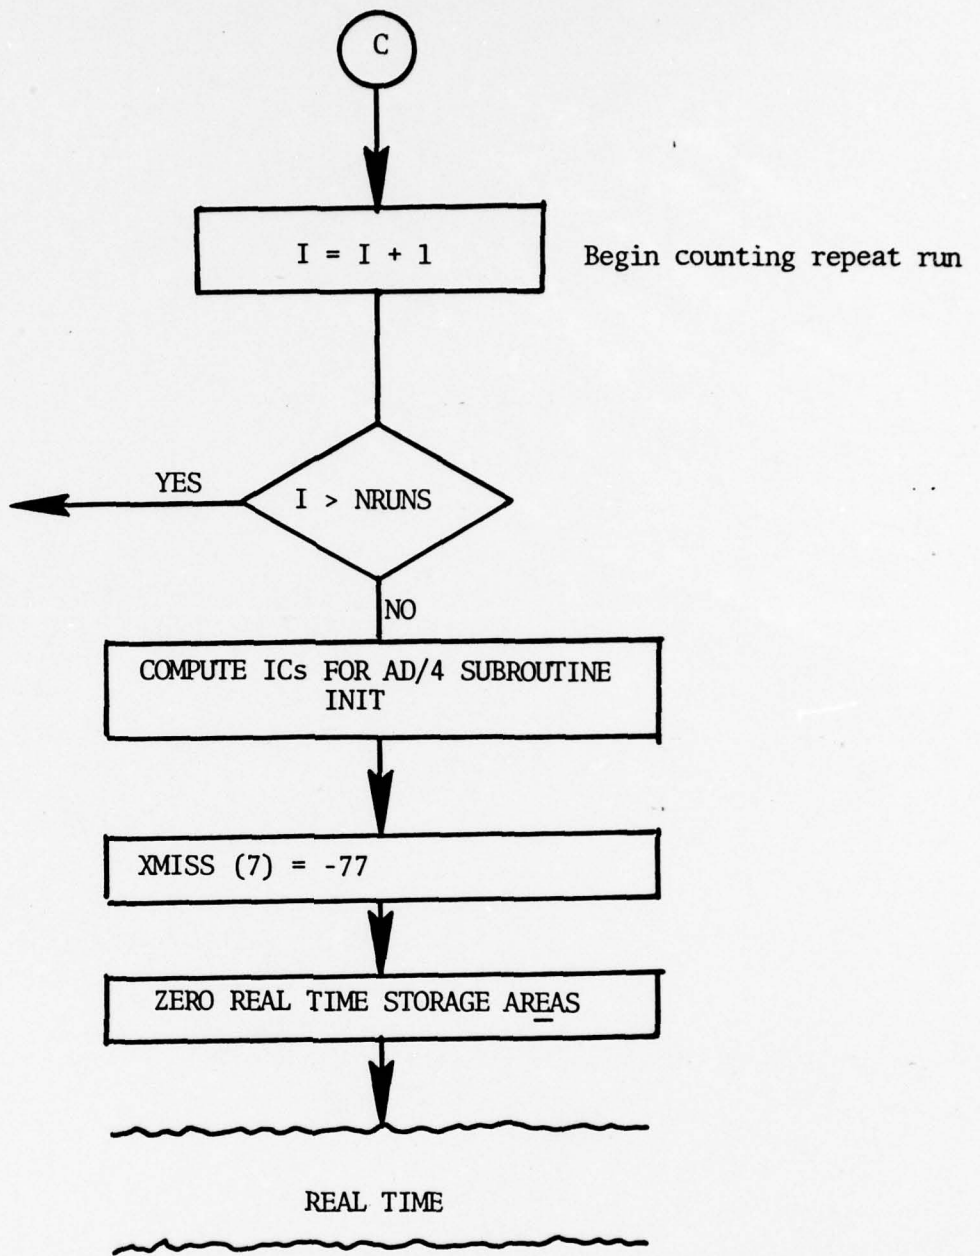 C
I = I + 1
Begin counting repeat run
I > NRUNS
YES
NO
COMPUTE ICs FOR AD/4 SUBROUTINE
INIT
XMISS (7) = -77
ZERO REAL TIME STORAGE AREAS
REAL TIME